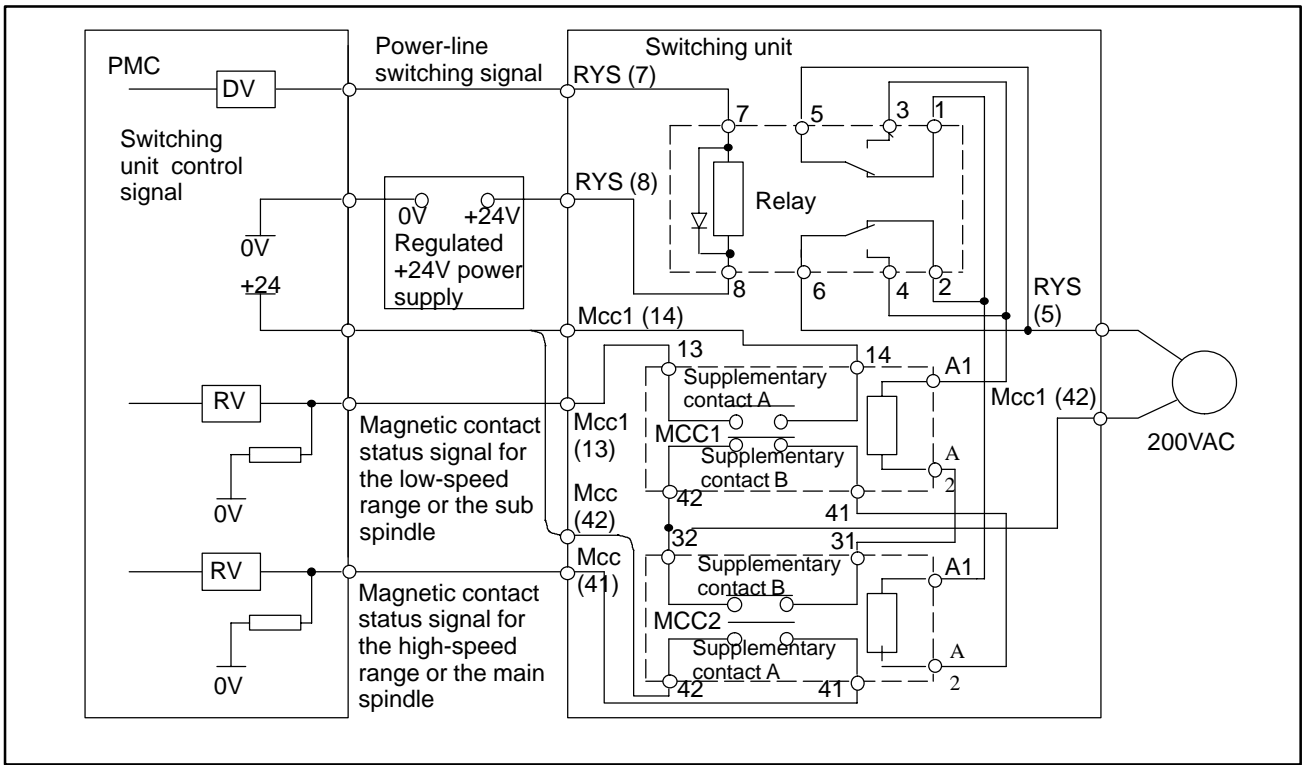 PMC
DV
Switching
unit control
signal
0V
+24
RV
0V
RV
0V
Power-line
switching signal
0V +24V
Regulated
+24V power
supply
Magnetic contact
status signal for
the low-speed
range or the sub
spindle
Magnetic contact
status signal for
the high-speed
range or the main
spindle
Switching unit
RYS (7)
RYS (8)
Mcc1 (14)
Mcc1
(13)
Mcc
(42)
Mcc
(41)
7 5 3 1
Relay
8 6 4 2
RYS
(5)
13 14
Supplementary
contact A
MCC1
Supplementary
contact B
42 41
A1
A
2
Mcc1 (42)
200VAC
32 31
Supplementary
contact B
MCC2
Supplementary
contact A
42 41
A1
A
2